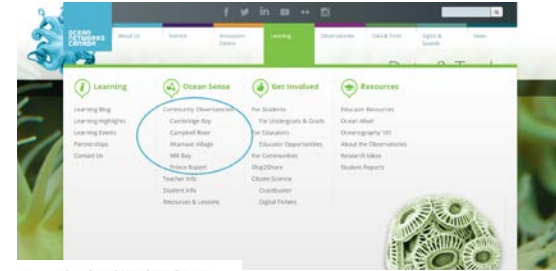 OCEAN
NETWORKS
CANADA
About Us
Science
Innovation
Centre
Learning
Observatories
Data & Tools
Sights &
Sounds
News
Learning
Learning Blog
Learning Highlights
Learning Events
Partnerships
Contact Us
Ocean Sense
Community Observatories
Cambridge Bay
Campbell River
Kitamaat Village
Mill Bay
Prince Rupert
Teacher Info
Student Info
Resources & Lessons
Get Involved
For Students
For Undergrads & Grads
For Educators
Educator Opportunities
For Communities
Ship2Shore
Citizen Science
Coastbuster
Digital Fishers
Resources
Educator Resources
Ocean Alive!
Oceanography 101
About the Observatories
Research Ideas
Student Reports